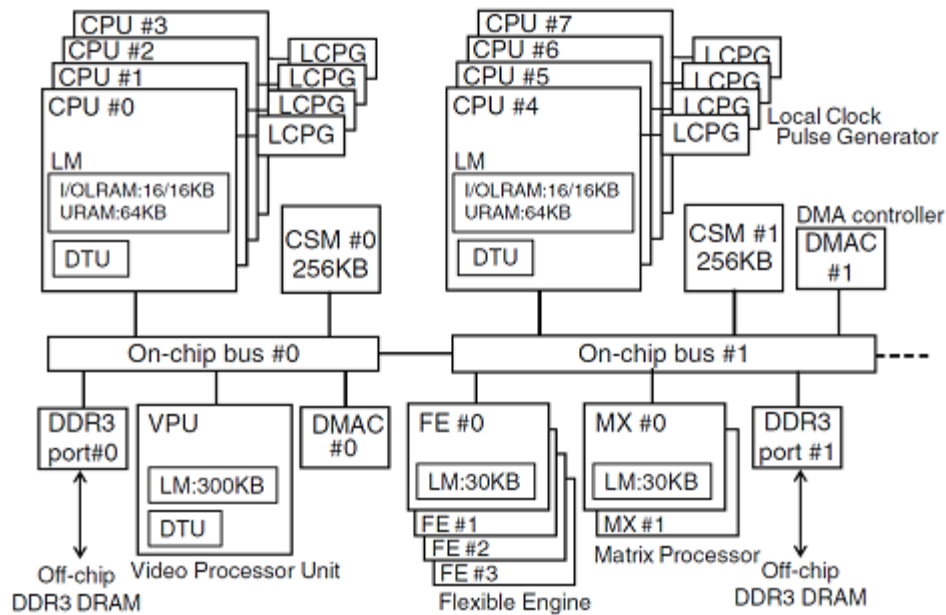 CPU #3
CPU #2
CPU #1
CPU #0
LM
I/OLRAM:16/16KB
URAM:64KB
DTU
LCPG
LCPG
LCPG
LCPG
CSM #0
256KB
CPU #7
CPU #6
CPU #5
CPU #4
LM
I/OLRAM:16/16KB
URAM:64KB
DTU
LCPG
LCPG
LCPG
LCPG
Local Clock
Pulse Generator
CSM #1
256KB
DMA controller
DMAC
#1
On-chip bus #0
On-chip bus #1
DDR3
port#0
Off-chip
DDR3 DRAM
VPU
LM:300KB
DTU
Video Processor Unit
DMAC
#0
FE #0
LM:30KB
FE #1
FE #2
FE #3
Flexible Engine
MX #0
LM:30KB
MX #1
Matrix Processor
DDR3
port #1
Off-chip
DDR3 DRAM